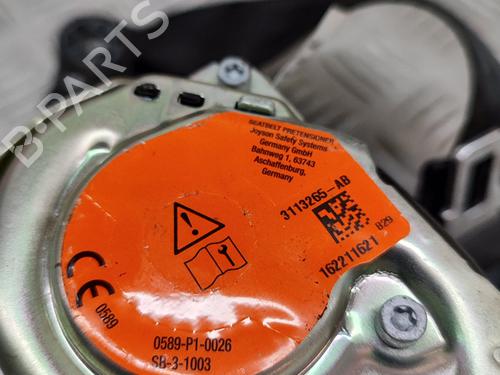 SEATBELT PRETENSIONER
Joyson Safety Systems
Germany GmbH
Bahnweg 1, 63743
Aschaffenburg,
Germany
3113265-AB
B29
162211621
CE 0589
0589-P1-0026
SB-3-1003
B-Parts